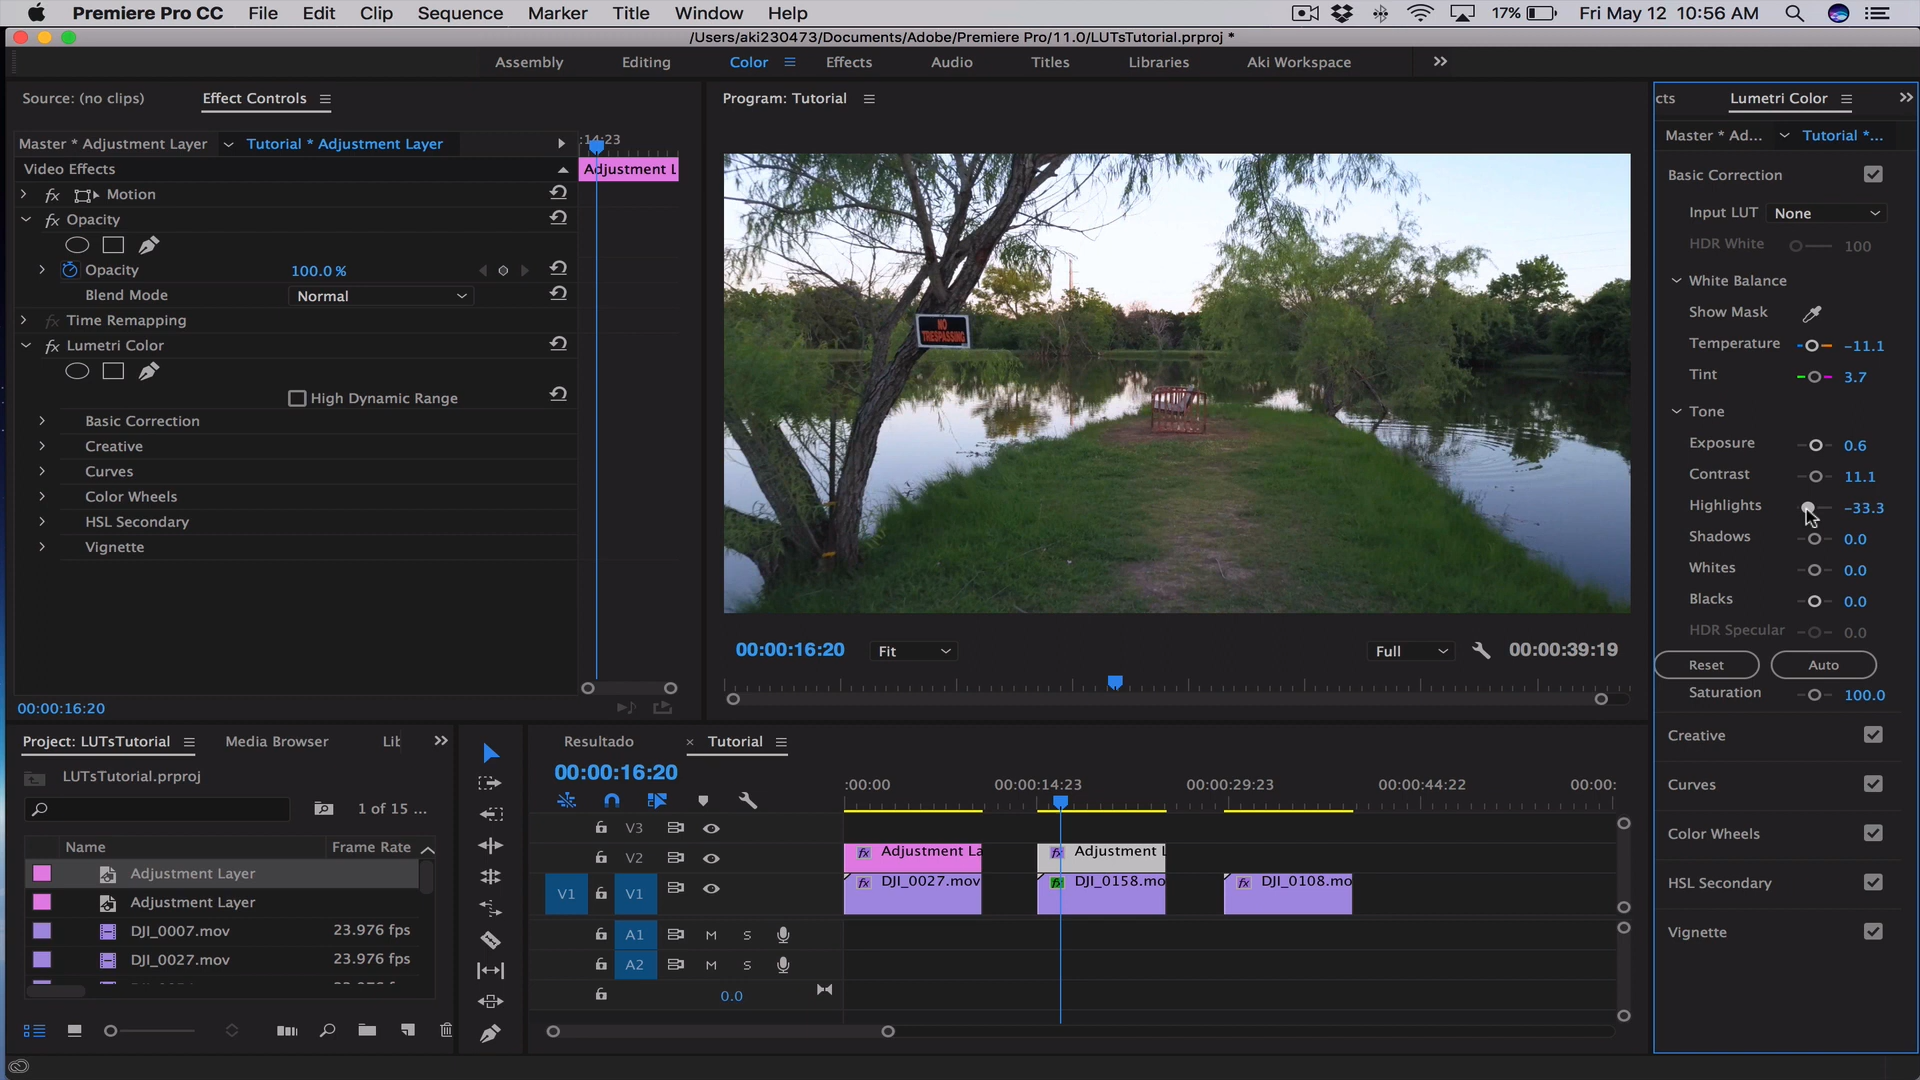 Premiere Pro CC File Edit Clip Sequence Marker Title Window Help 17% Fri May 12 10:56 AM
/Users/aki230473/Documents/Adobe/Premiere Pro/11.0/LUTsTutorial.prproj *
Assembly Editing Color Effects Audio Titles Libraries Aki Workspace
Source: (no clips) Effect Controls
Master * Adjustment Layer Tutorial * Adjustment Layer
:14:23
Video Effects
Adjustment L
fx Motion
fx Opacity
Opacity 100.0 %
Blend Mode Normal
fx Time Remapping
fx Lumetri Color
High Dynamic Range
Basic Correction
Creative
Curves
Color Wheels
HSL Secondary
Vignette
00:00:16:20
Program: Tutorial
NO
TRESPASSING
00:00:16:20 Fit Full 00:00:39:19
cts Lumetri Color
Master * Ad... Tutorial *...
Basic Correction
Input LUT None
HDR White 100
White Balance
Show Mask
Temperature -11.1
Tint 3.7
Tone
Exposure 0.6
Contrast 11.1
Highlights -33.3
Shadows 0.0
Whites 0.0
Blacks 0.0
HDR Specular 0.0
Reset Auto
Saturation 100.0
Creative
Curves
Color Wheels
HSL Secondary
Vignette
Project: LUTsTutorial Media Browser Lit
LUTsTutorial.prproj
1 of 15 ...
Name Frame Rate
Adjustment Layer
Adjustment Layer
DJI_0007.mov 23.976 fps
DJI_0027.mov 23.976 fps
Resultado × Tutorial
00:00:16:20
:00:00 00:00:14:23 00:00:29:23 00:00:44:22 00:00:
V3
V2 fx Adjustment La fx Adjustment L
V1 V1 fx DJI_0027.mov fx DJI_0158.mo fx DJI_0108.mo
A1 M S
A2 M S
0.0